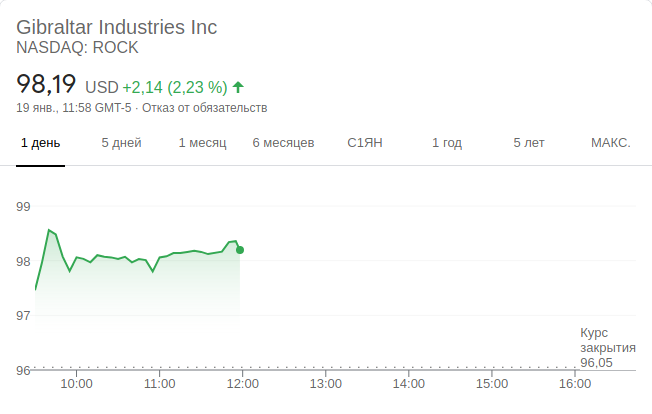 Gibraltar Industries Inc
NASDAQ: ROCK
98,19 USD +2,14 (2,23 %)
19 янв., 11:58 GMT-5 · Отказ от обязательств
1 день 5 дней 1 месяц 6 месяцев С1ЯН 1 год 5 лет МАКС.
99
98
97
96
Курс
закрытия
96,05
10:00 11:00 12:00 13:00 14:00 15:00 16:00